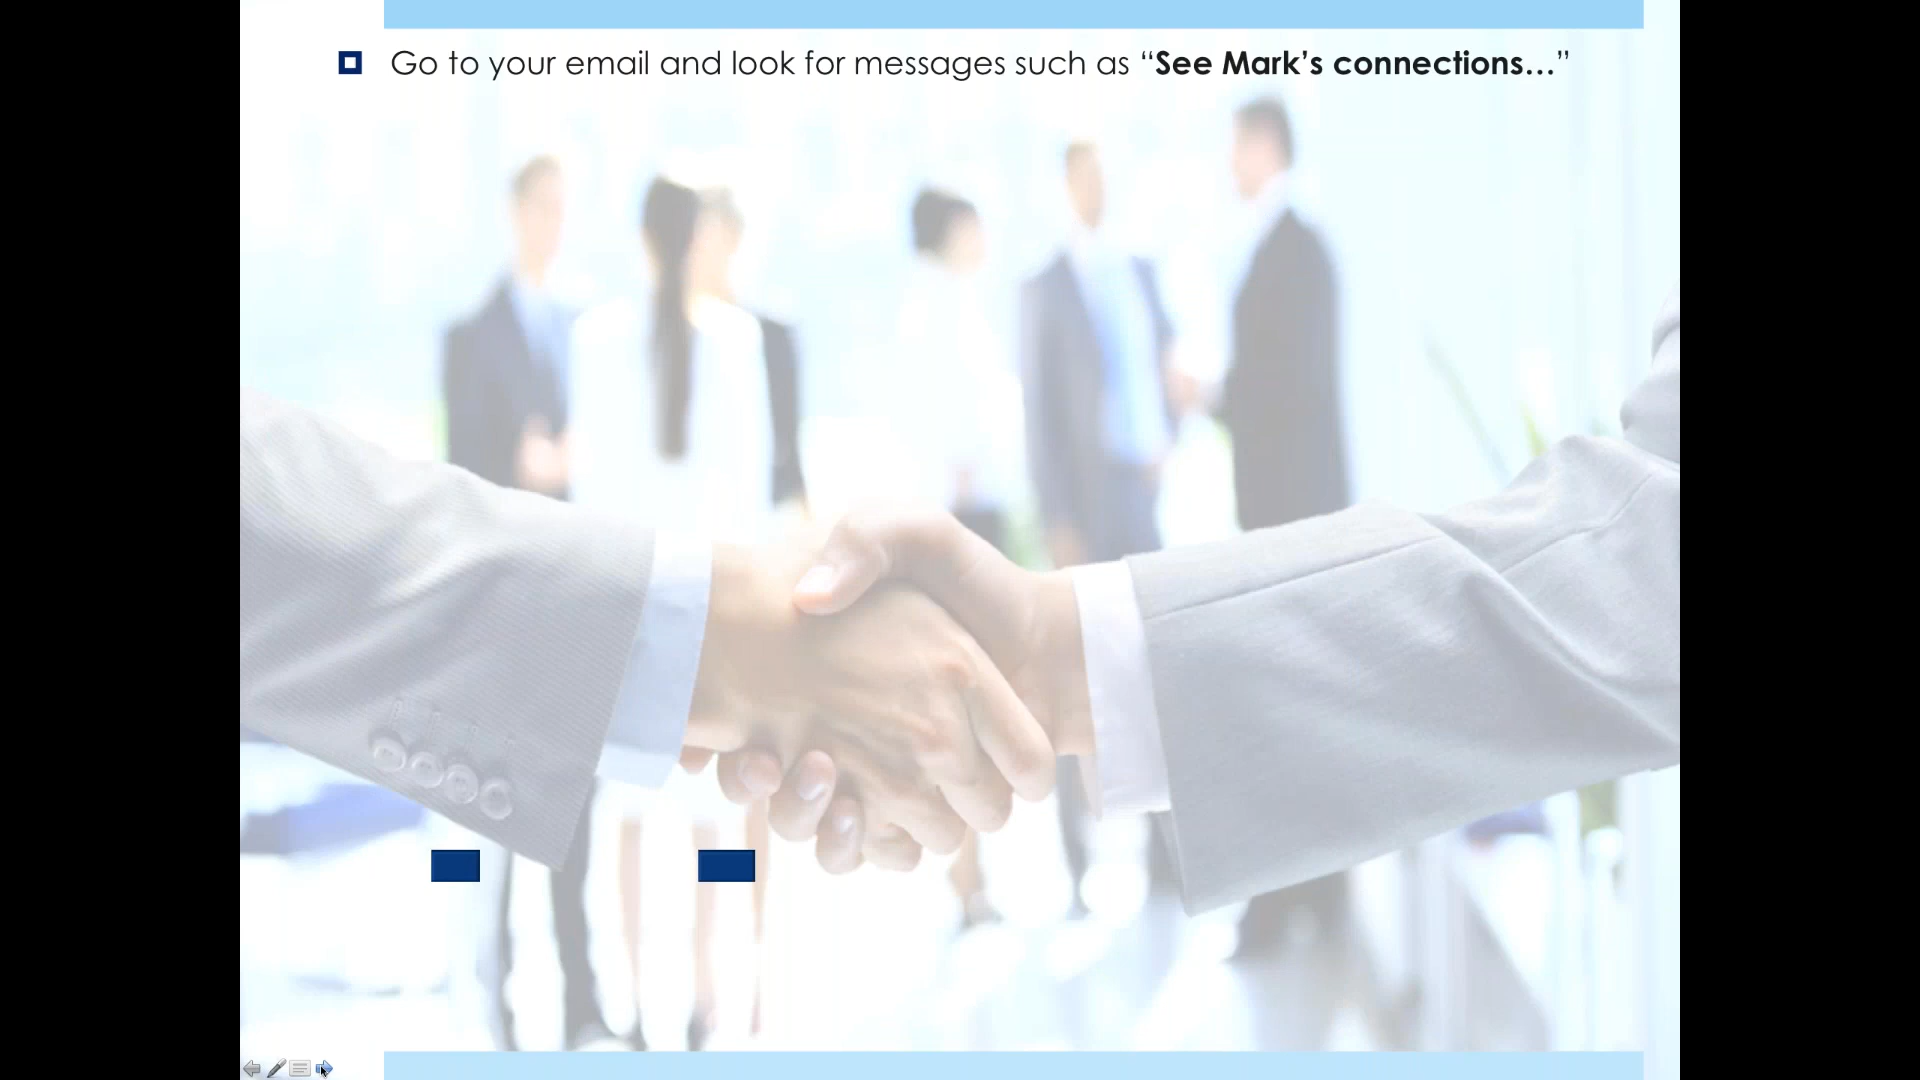 Go to your email and look for messages such as “See Mark’s connections…”